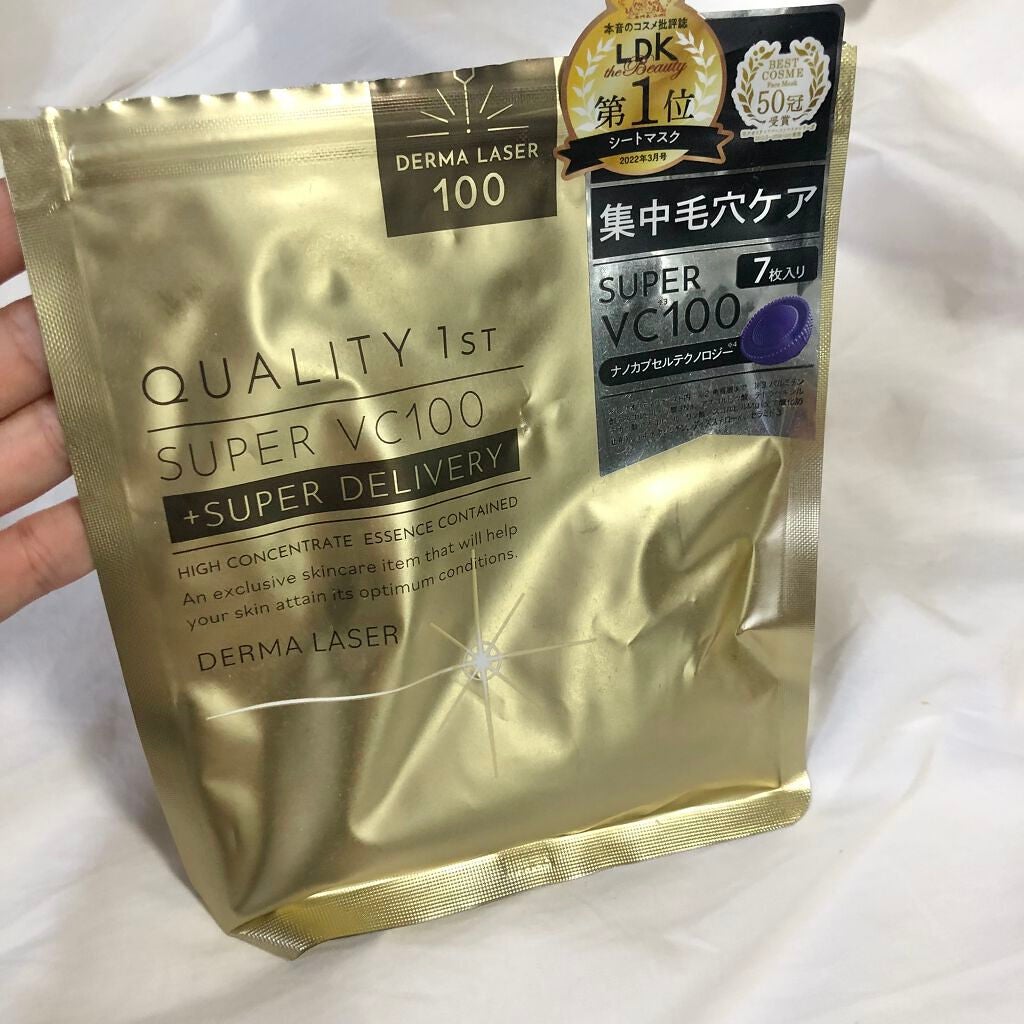 DERMA LASER
100
QUALITY 1ST
SUPER VC100
+SUPER DELIVERY
HIGH CONCENTRATE ESSENCE CONTAINED
An exclusive skincare item that will help
your skin attain its optimum conditions.
DERMA LASER
本音のコスメ批評誌
LDK
the Beauty
第1位
シートマスク
2022年3月号
BEST
COSME
Face Mask
50冠
受賞
集中毛穴ケア
7枚入り
SUPER
VC100
※3
ナノカプセルテクノロジー※4